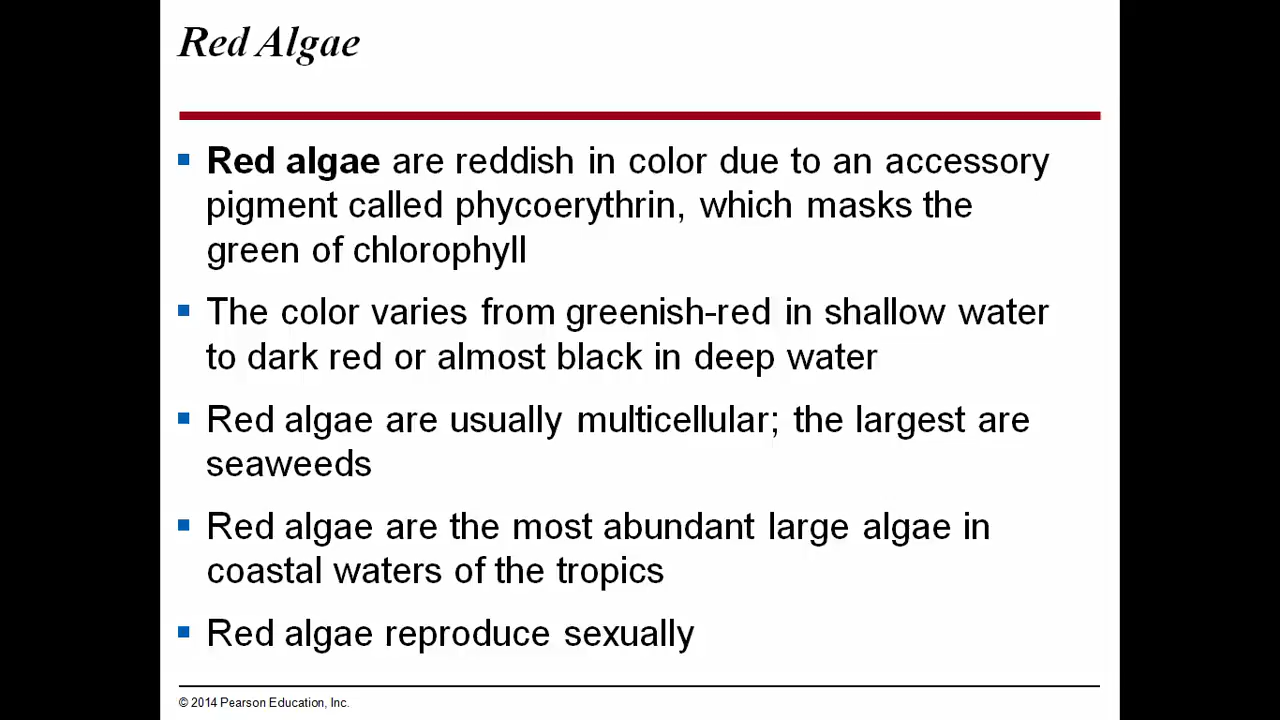 Red Algae
Red algae are reddish in color due to an accessory
pigment called phycoerythrin, which masks the
green of chlorophyll
The color varies from greenish-red in shallow water
to dark red or almost black in deep water
Red algae are usually multicellular; the largest are
seaweeds
Red algae are the most abundant large algae in
coastal waters of the tropics
Red algae reproduce sexually
© 2014 Pearson Education, Inc.